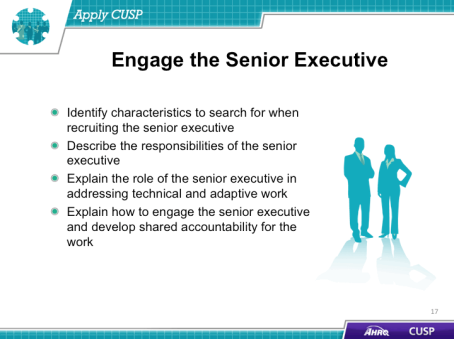 Apply CUSP
Engage the Senior Executive
Identify characteristics to search for when
recruiting the senior executive
Describe the responsibilities of the senior
executive
Explain the role of the senior executive in
addressing technical and adaptive work
Explain how to engage the senior executive
and develop shared accountability for the
work
17
AHRQ CUSP